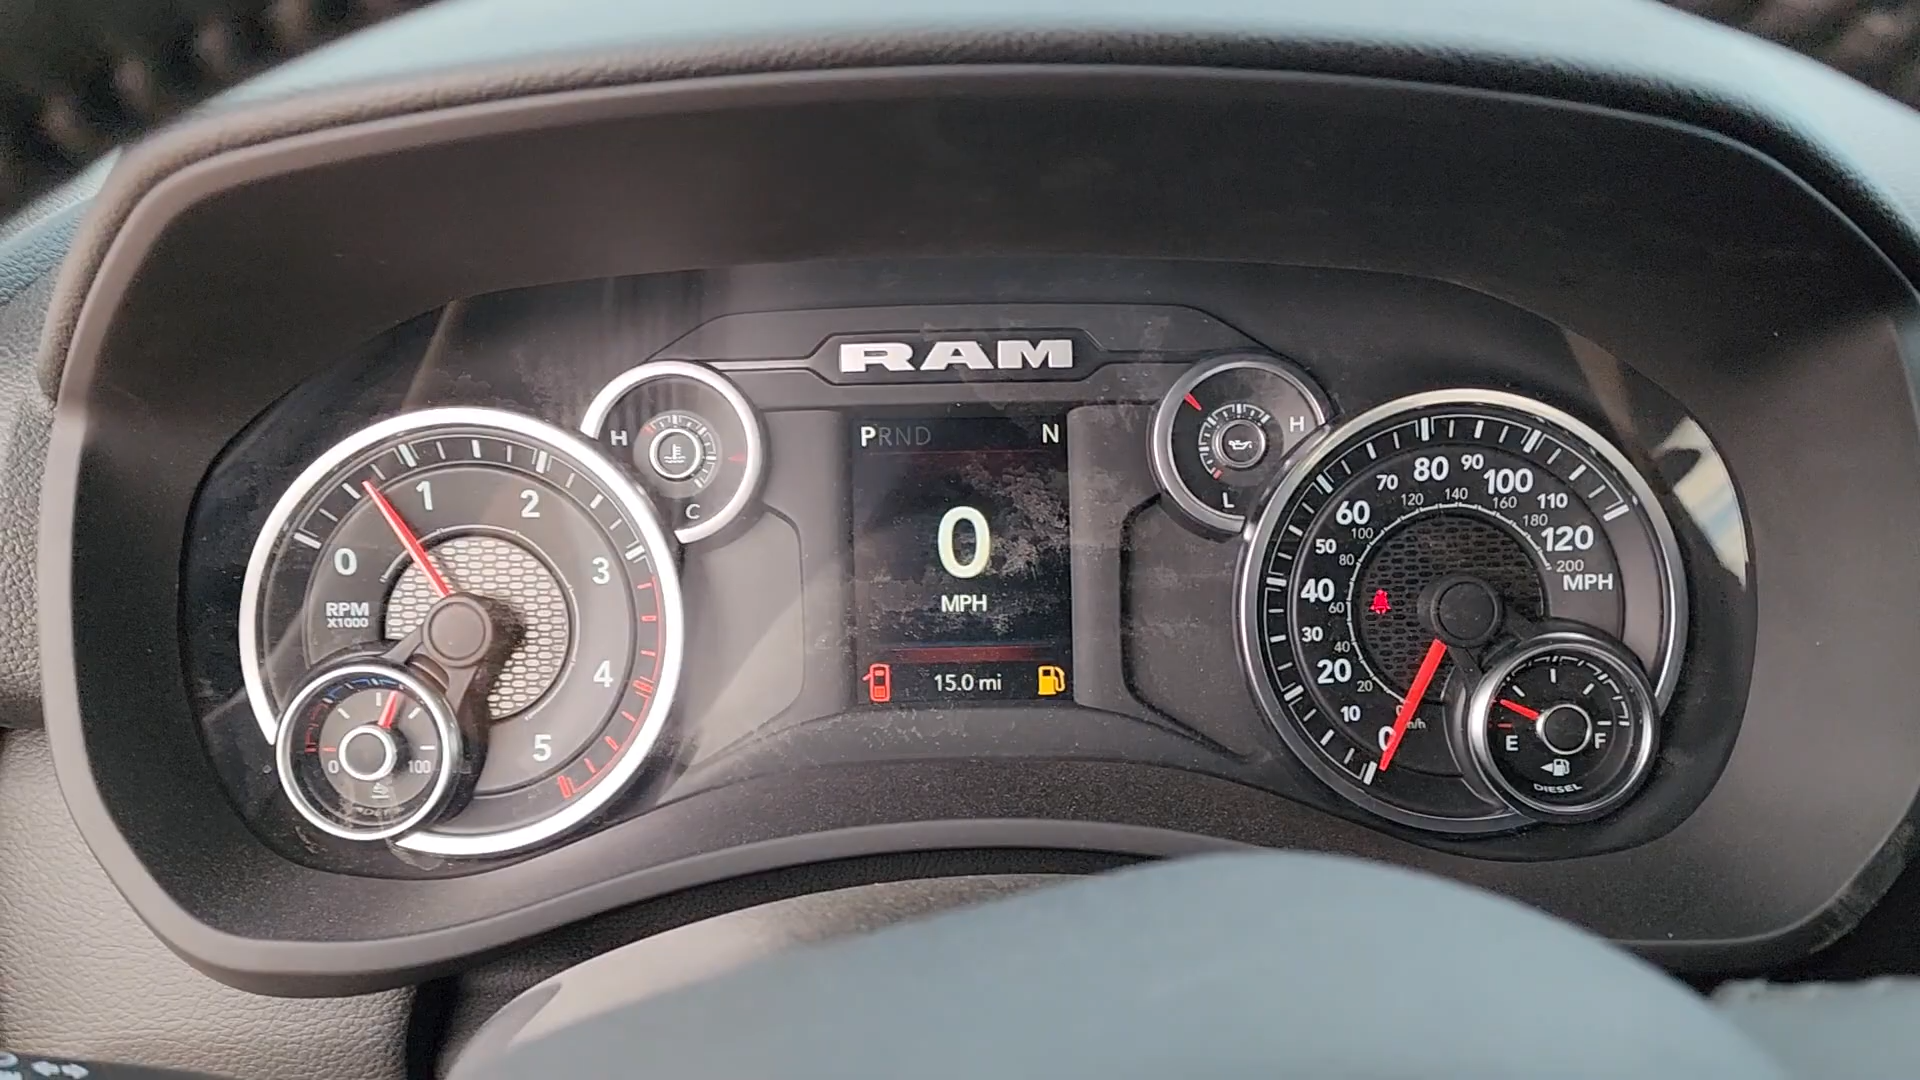 RAM
PRND N
0
MPH
15.0 mi
H
C
H
L
0 1 2 3 4 5
RPM
X1000
0 100
0 10 20 30 40 50 60 70 80 90 100 110 120
MPH
20 40 60 80 100 120 140 160 180 200
E F
DIESEL